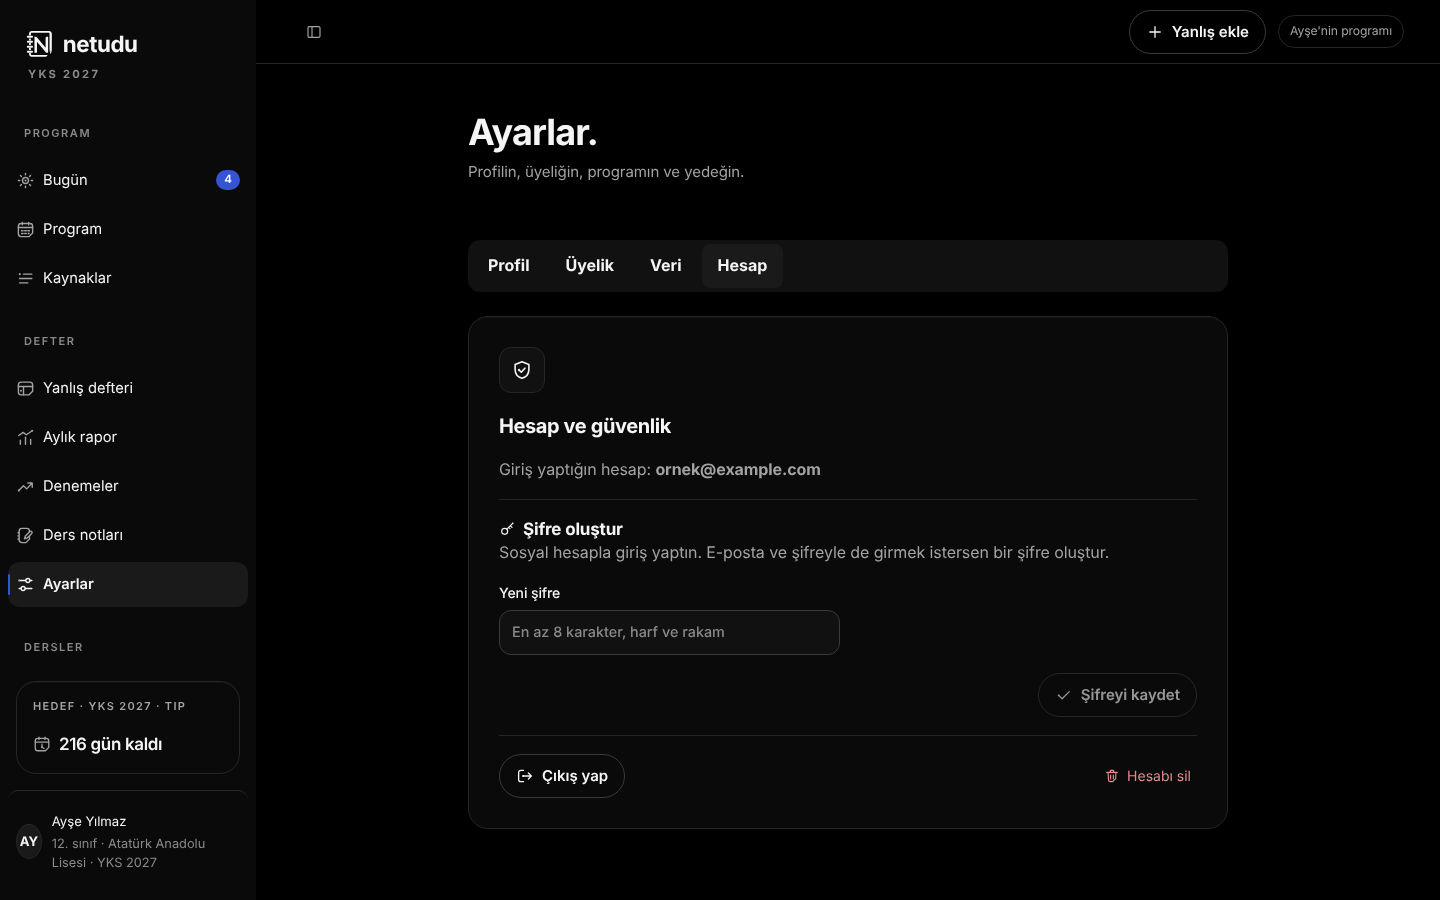 netudu
YKS 2027
PROGRAM
Bugün
4
Program
Kaynaklar
DEFTER
Yanlış defteri
Aylık rapor
Denemeler
Ders notları
Ayarlar
DERSLER
HEDEF · YKS 2027 · TIP
216 gün kaldı
AY
Ayşe Yılmaz
12. sınıf · Atatürk Anadolu
Lisesi · YKS 2027
Yanlış ekle
Ayşe'nin programı
Ayarlar.
Profilin, üyeliğin, programın ve yedeğin.
Profil
Üyelik
Veri
Hesap
Hesap ve güvenlik
Giriş yaptığın hesap: ornek@example.com
Şifre oluştur
Sosyal hesapla giriş yaptın. E-posta ve şifreyle de girmek istersen bir şifre oluştur.
Yeni şifre
En az 8 karakter, harf ve rakam
Şifreyi kaydet
Çıkış yap
Hesabı sil